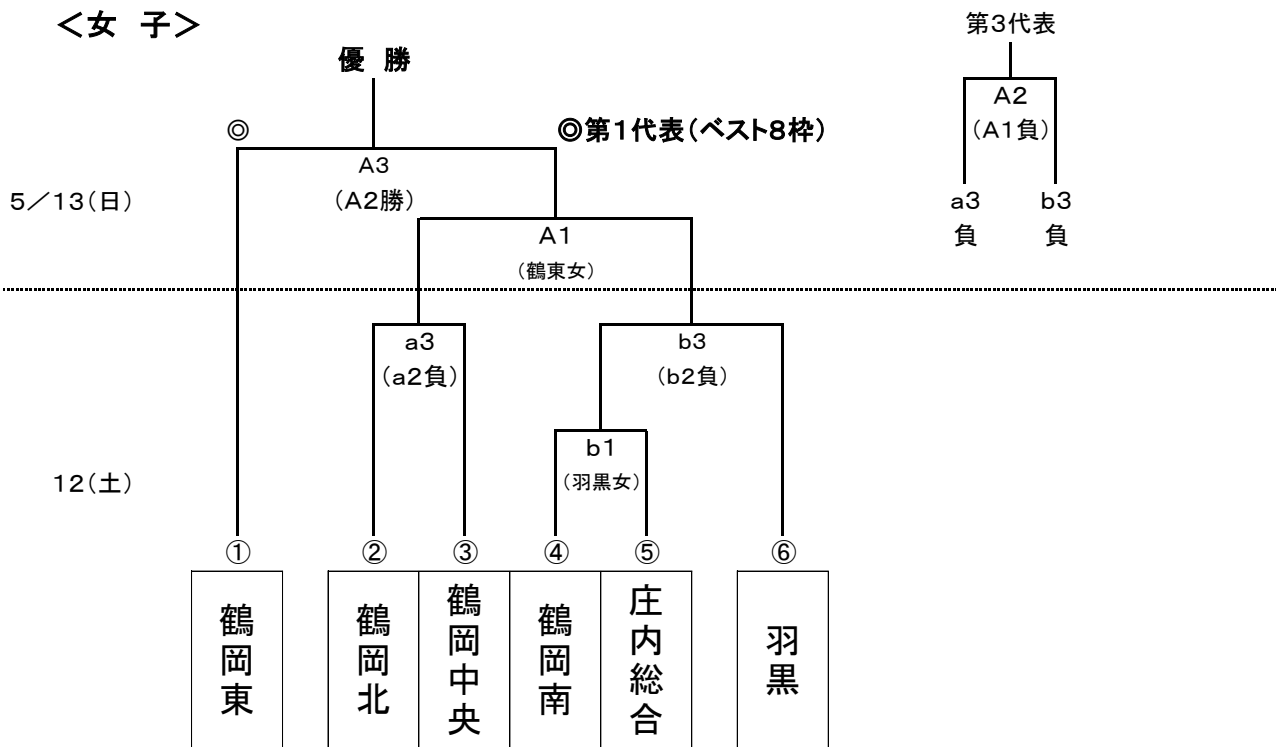 ＜女 子＞
優 勝
第３代表
◎
◎第１代表（ベスト８枠）
Ａ３
（Ａ２勝）
Ａ２
（Ａ１負）
５／１３（日）
ａ３
負
ｂ３
負
Ａ１
（鶴東女）
ａ３
（ａ２負）
ｂ３
（ｂ２負）
ｂ１
（羽黒女）
１２（土）
①
②
③
④
⑤
⑥
鶴岡東
鶴岡北
鶴岡中央
鶴岡南
庄内総合
羽黒